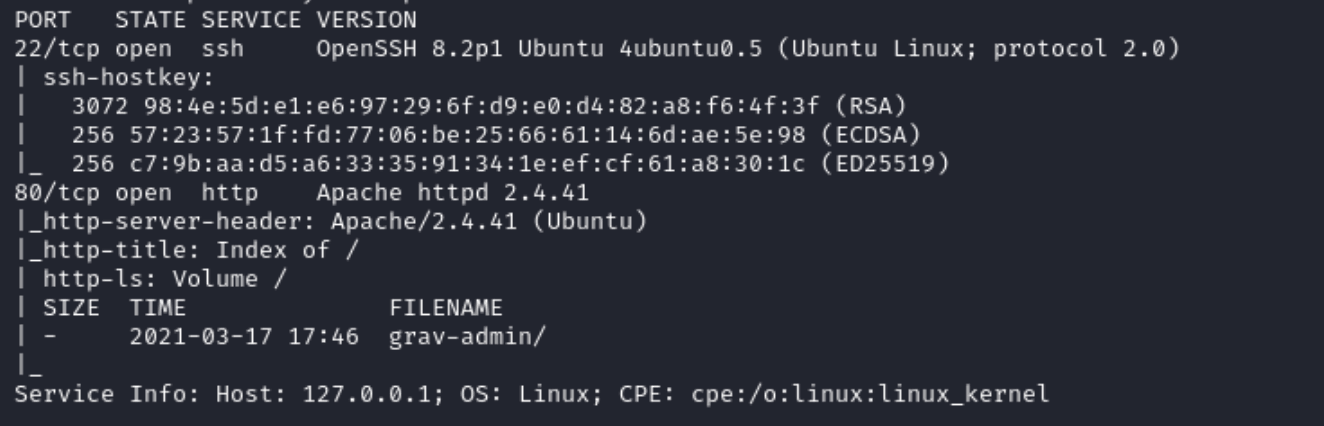 PORT   STATE SERVICE VERSION
22/tcp open  ssh     OpenSSH 8.2p1 Ubuntu 4ubuntu0.5 (Ubuntu Linux; protocol 2.0)
| ssh-hostkey:
|   3072 98:4e:5d:e1:e6:97:29:6f:d9:e0:d4:82:a8:f6:4f:3f (RSA)
|   256 57:23:57:1f:fd:77:06:be:25:66:61:14:6d:ae:5e:98 (ECDSA)
|_  256 c7:9b:aa:d5:a6:33:35:91:34:1e:ef:cf:61:a8:30:1c (ED25519)
80/tcp open  http    Apache httpd 2.4.41
|_http-server-header: Apache/2.4.41 (Ubuntu)
|_http-title: Index of /
| http-ls: Volume /
| SIZE  TIME              FILENAME
| -     2021-03-17 17:46  grav-admin/
|_
Service Info: Host: 127.0.0.1; OS: Linux; CPE: cpe:/o:linux:linux_kernel